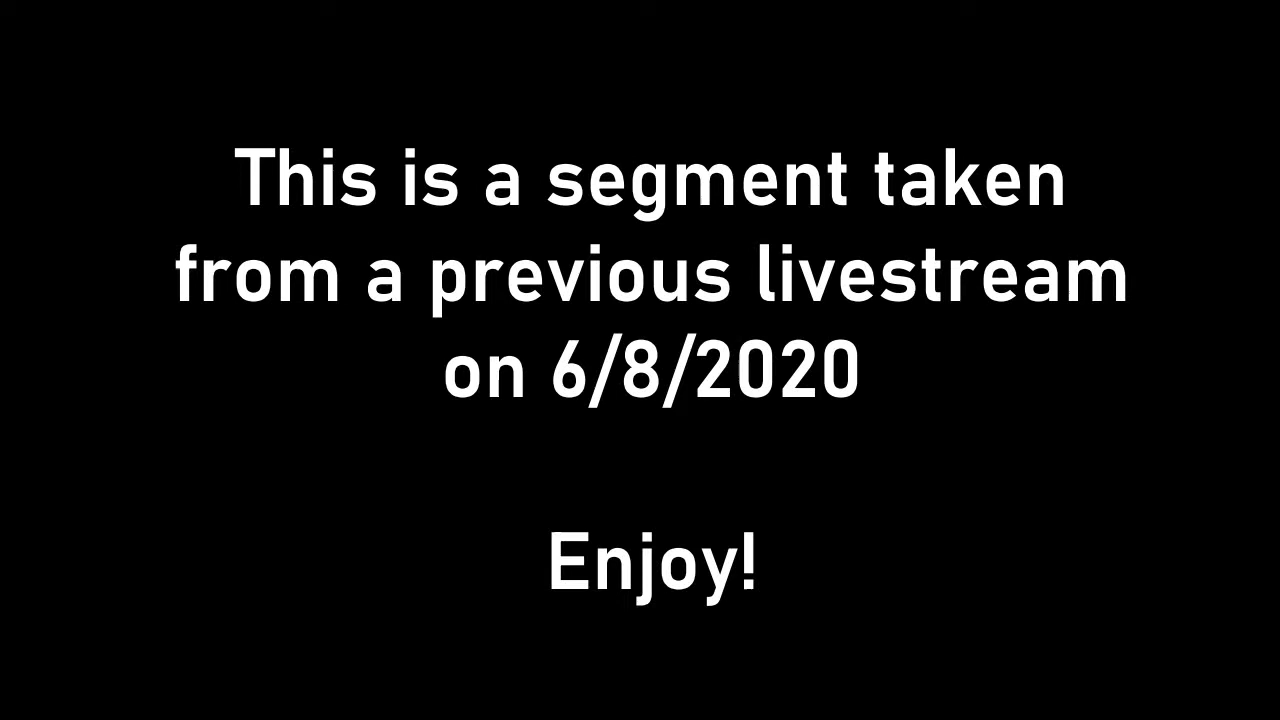 This is a segment taken
from a previous livestream
on 6/8/2020
Enjoy!